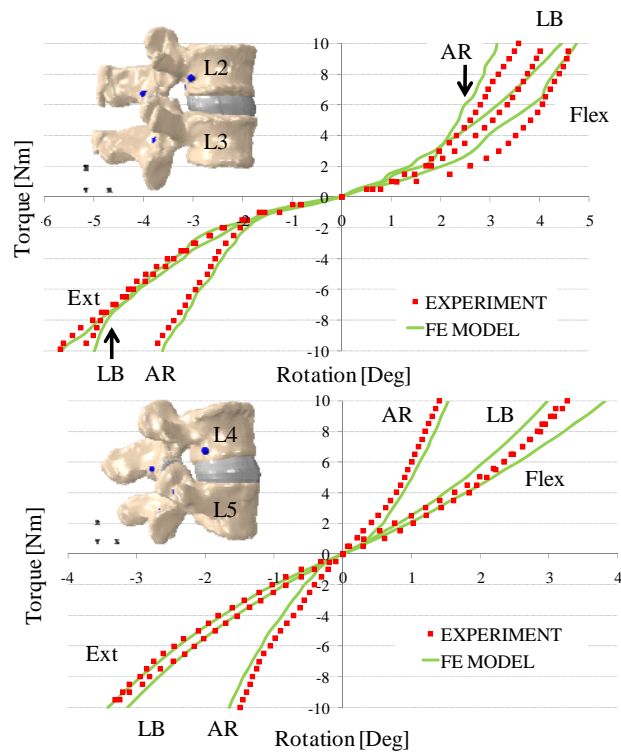 LB
AR
L2
L3
Flex
Torque [Nm]
10
8
6
4
2
0
-2
-4
-6
-8
-10
-6 -5 -4 -3 -2 -1 0 1 2 3 4 5
Ext
EXPERIMENT
FE MODEL
LB AR
Rotation [Deg]
AR LB
L4
L5
Flex
Torque [Nm]
10
8
6
4
2
0
-2
-4
-6
-8
-10
-4 -3 -2 -1 0 1 2 3 4
Ext
EXPERIMENT
FE MODEL
LB AR
Rotation [Deg]